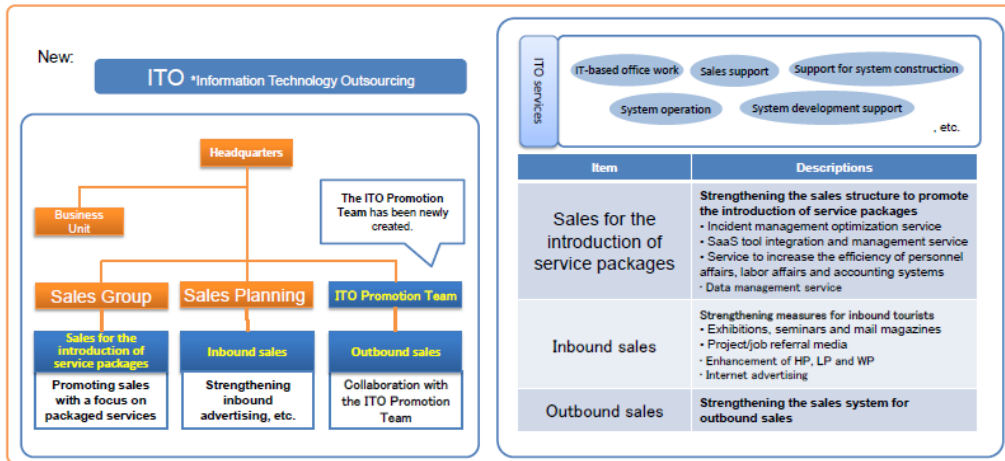 New:
ITO *Information Technology Outsourcing
Headquarters
Business
Unit
The ITO Promotion
Team has been newly
created.
Sales Group
Sales Planning
ITO Promotion Team
Sales for the
introduction of
service packages
Inbound sales
Outbound sales
Promoting sales
with a focus on
packaged services
Strengthening
inbound
advertising, etc.
Collaboration with
the ITO Promotion
Team
ITO services
IT-based office work
Sales support
Support for system construction
System operation
System development support
, etc.
Item
Descriptions
Sales for the
introduction of
service packages
Strengthening the sales structure to promote
the introduction of service packages
・Incident management optimization service
・SaaS tool integration and management service
・Service to increase the efficiency of personnel
affairs, labor affairs and accounting systems
・Data management service
Inbound sales
Strengthening measures for inbound tourists
・Exhibitions, seminars and mail magazines
・Project/job referral media
・Enhancement of HP, LP and WP
・Internet advertising
Outbound sales
Strengthening the sales system for
outbound sales